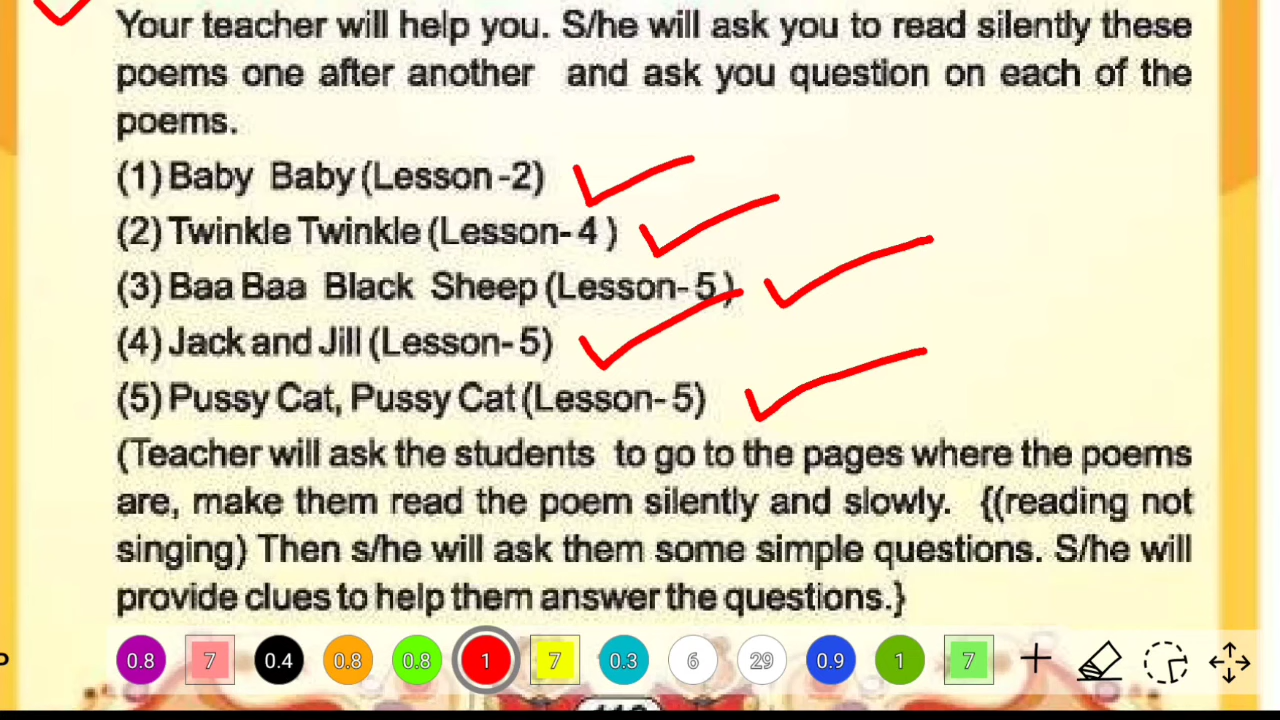 Your teacher will help you. S/he will ask you to read silently these
poems one after another and ask you question on each of the
poems.
(1) Baby Baby (Lesson -2)
(2) Twinkle Twinkle (Lesson- 4 )
(3) Baa Baa Black Sheep (Lesson- 5 )
(4) Jack and Jill (Lesson- 5)
(5) Pussy Cat, Pussy Cat (Lesson- 5)
(Teacher will ask the students to go to the pages where the poems
are, make them read the poem silently and slowly. {(reading not
singing) Then s/he will ask them some simple questions. S/he will
provide clues to help them answer the questions.}
0.8 7 0.4 0.8 0.8 1 7 0.3 6 29 0.9 1 7